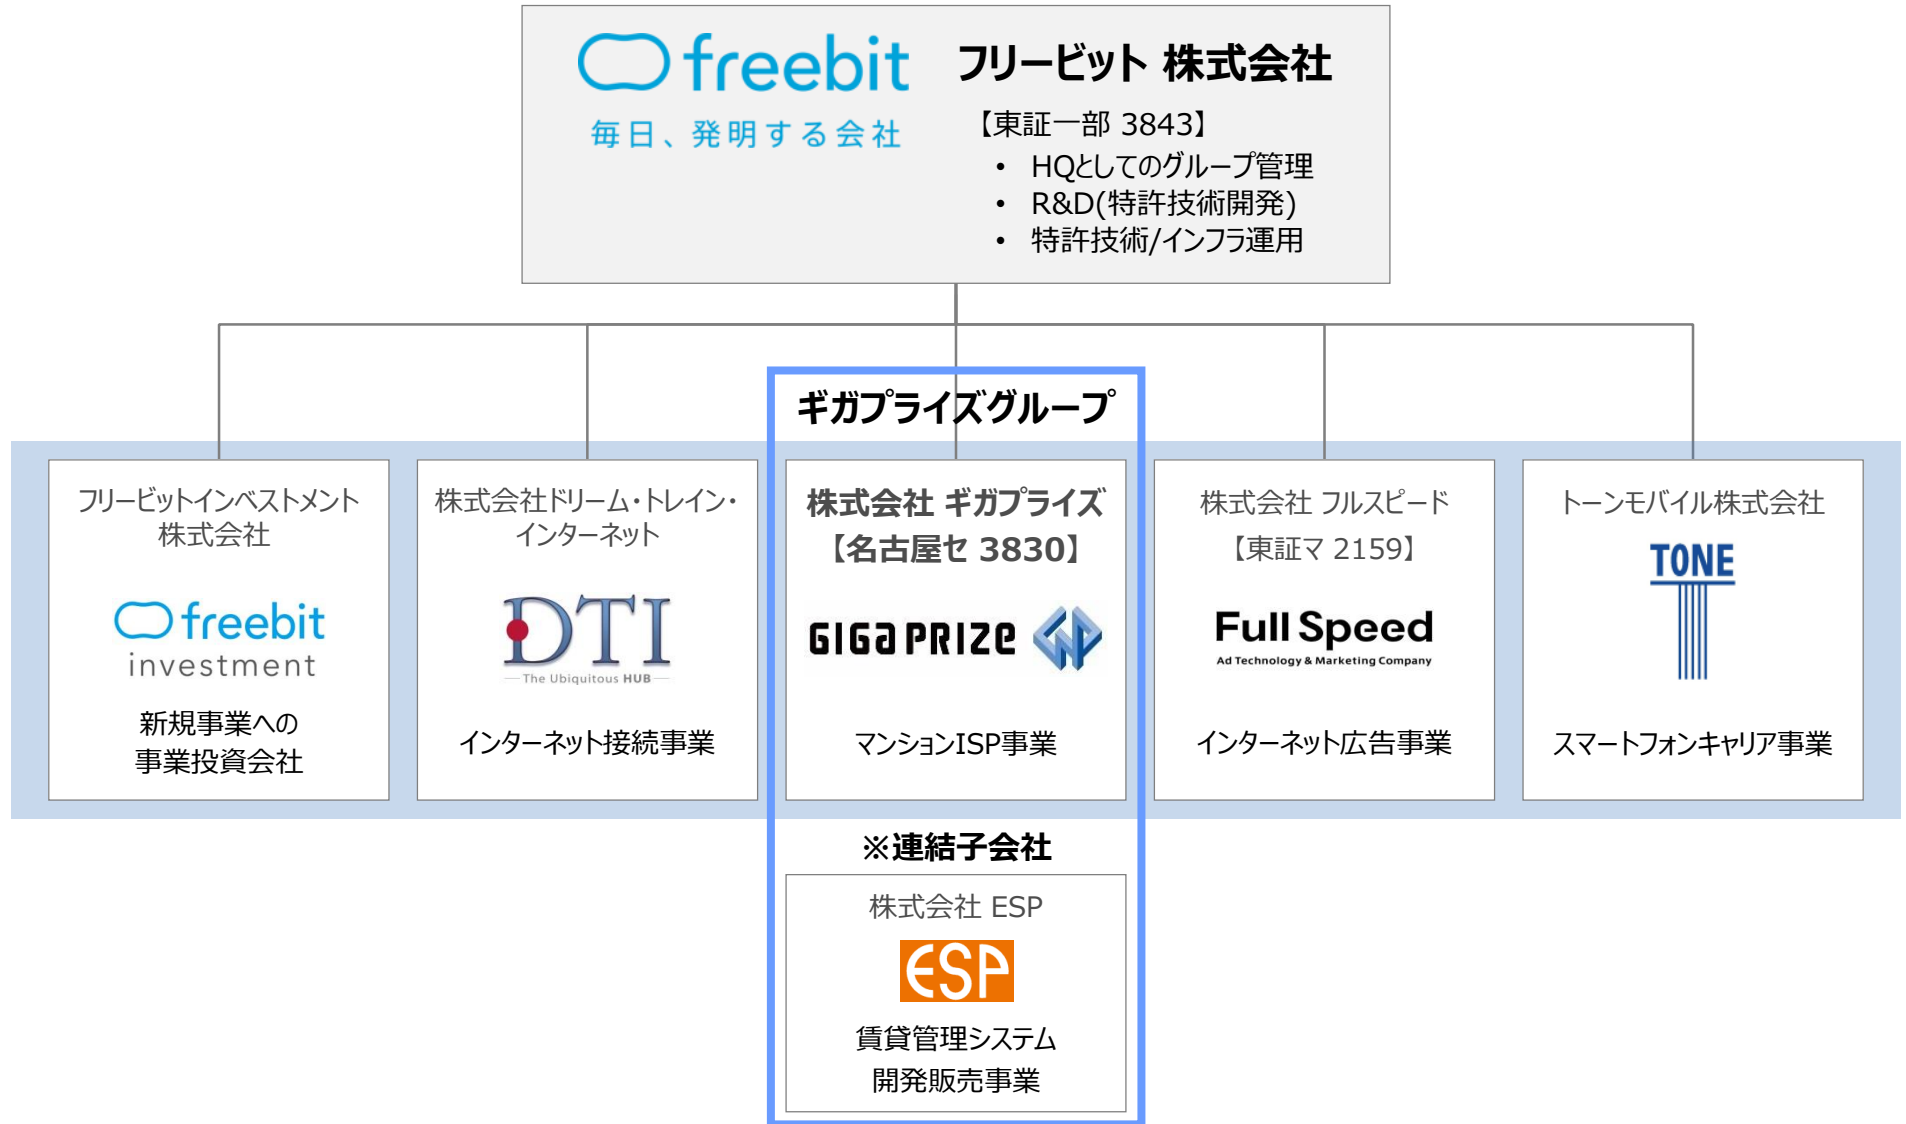 freebit
毎日、発明する会社
フリービット 株式会社
【東証一部 3843】
• HQとしてのグループ管理
• R&D(特許技術開発)
• 特許技術/インフラ運用
ギガプライズグループ
フリービットインベストメント
株式会社
freebit
investment
新規事業への
事業投資会社
株式会社ドリーム・トレイン・
インターネット
DTI
The Ubiquitous HUB
インターネット接続事業
株式会社 ギガプライズ
【名古屋セ 3830】
GIGA PRIZE
マンションISP事業
株式会社 フルスピード
【東証マ 2159】
Full Speed
Ad Technology & Marketing Company
インターネット広告事業
トーンモバイル株式会社
TONE
スマートフォンキャリア事業
※連結子会社
株式会社 ESP
ESP
賃貸管理システム
開発販売事業